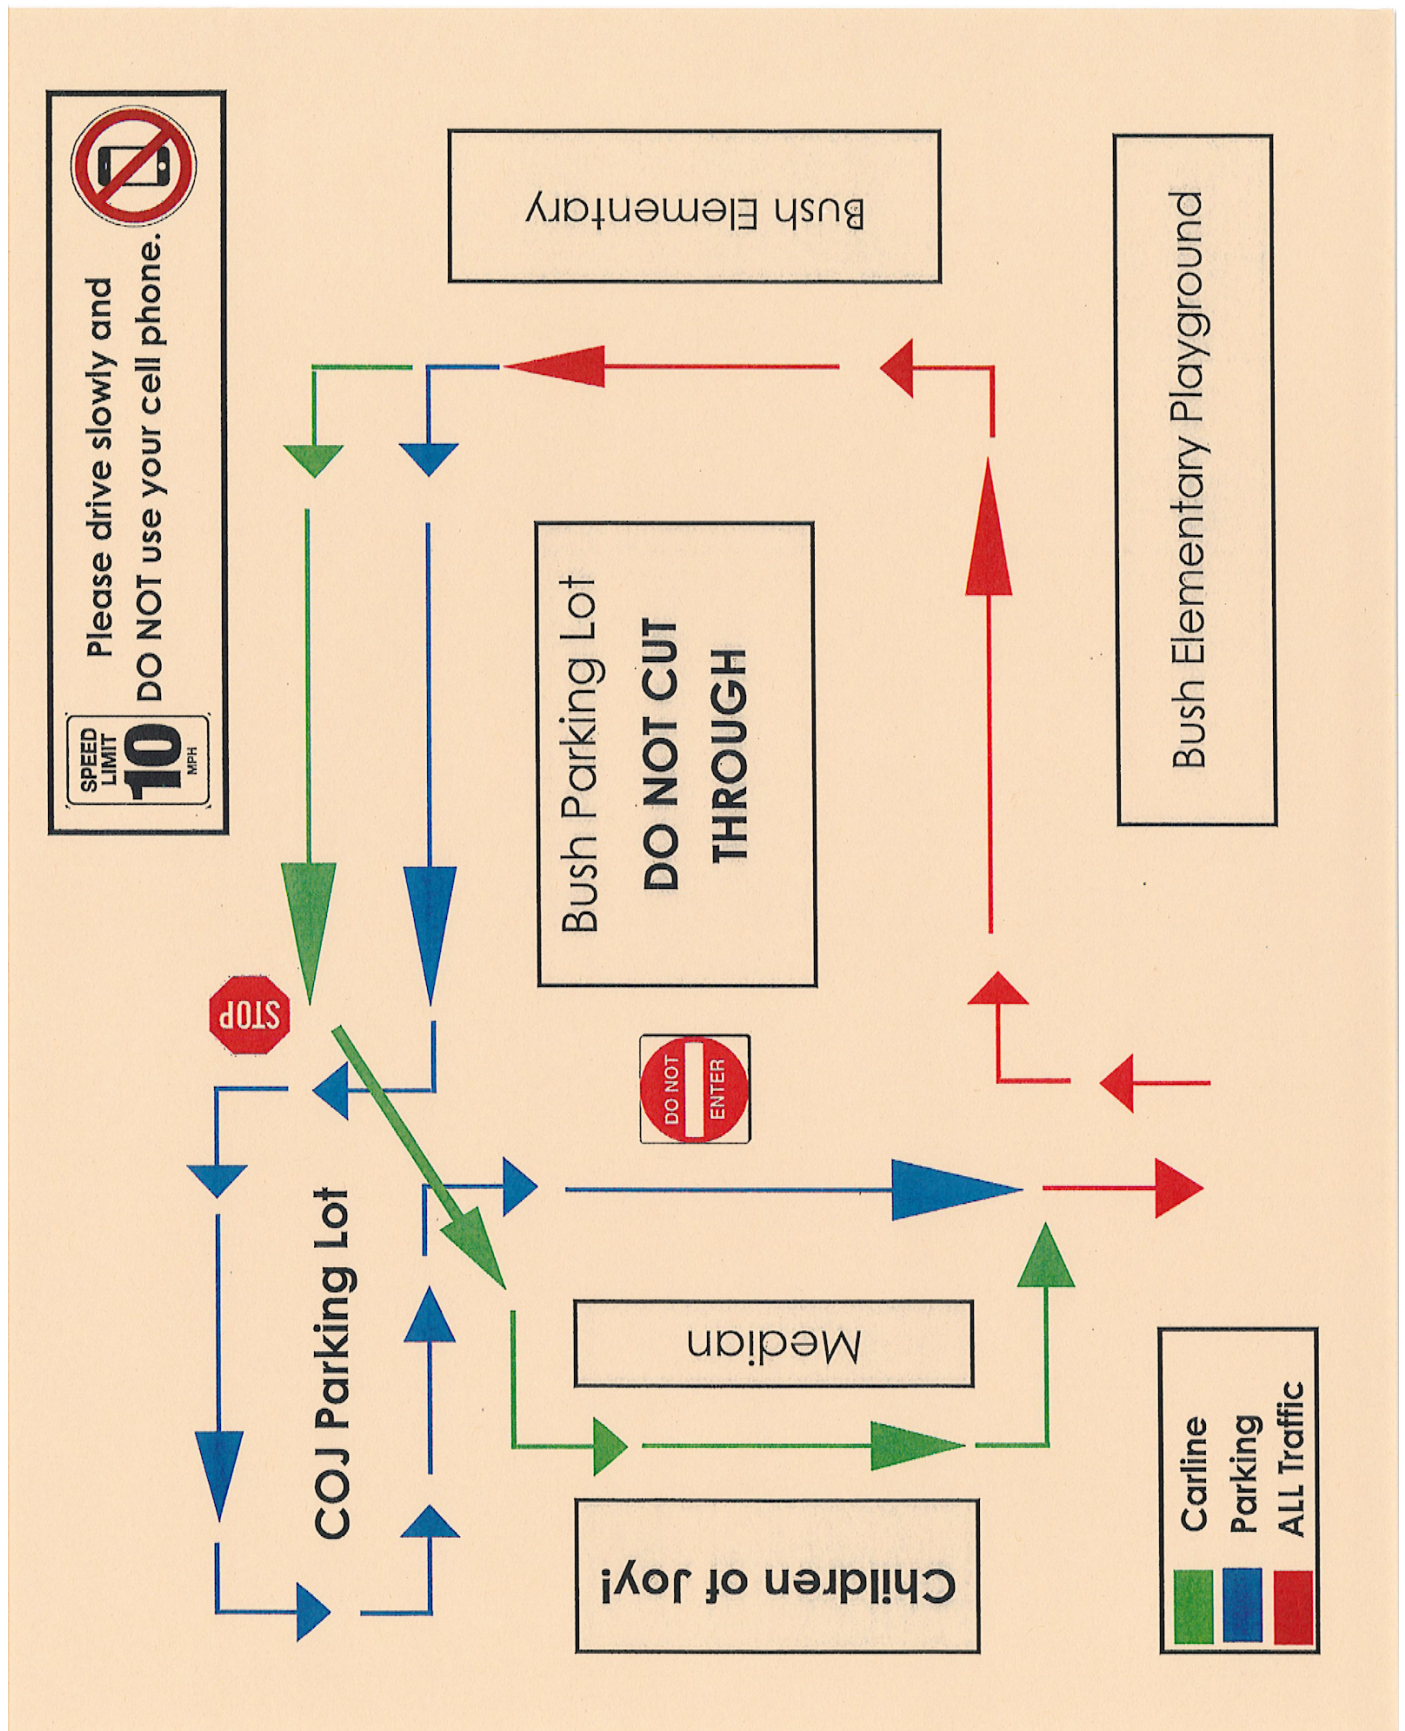 SPEED
LIMIT
10
MPH
Please drive slowly and
DO NOT use your cell phone.
Bush Elementary
Bush Parking Lot
DO NOT CUT
THROUGH
Bush Elementary Playground
STOP
DO NOT
ENTER
COJ Parking Lot
Median
Children of Joy!
Carline
Parking
ALL Traffic